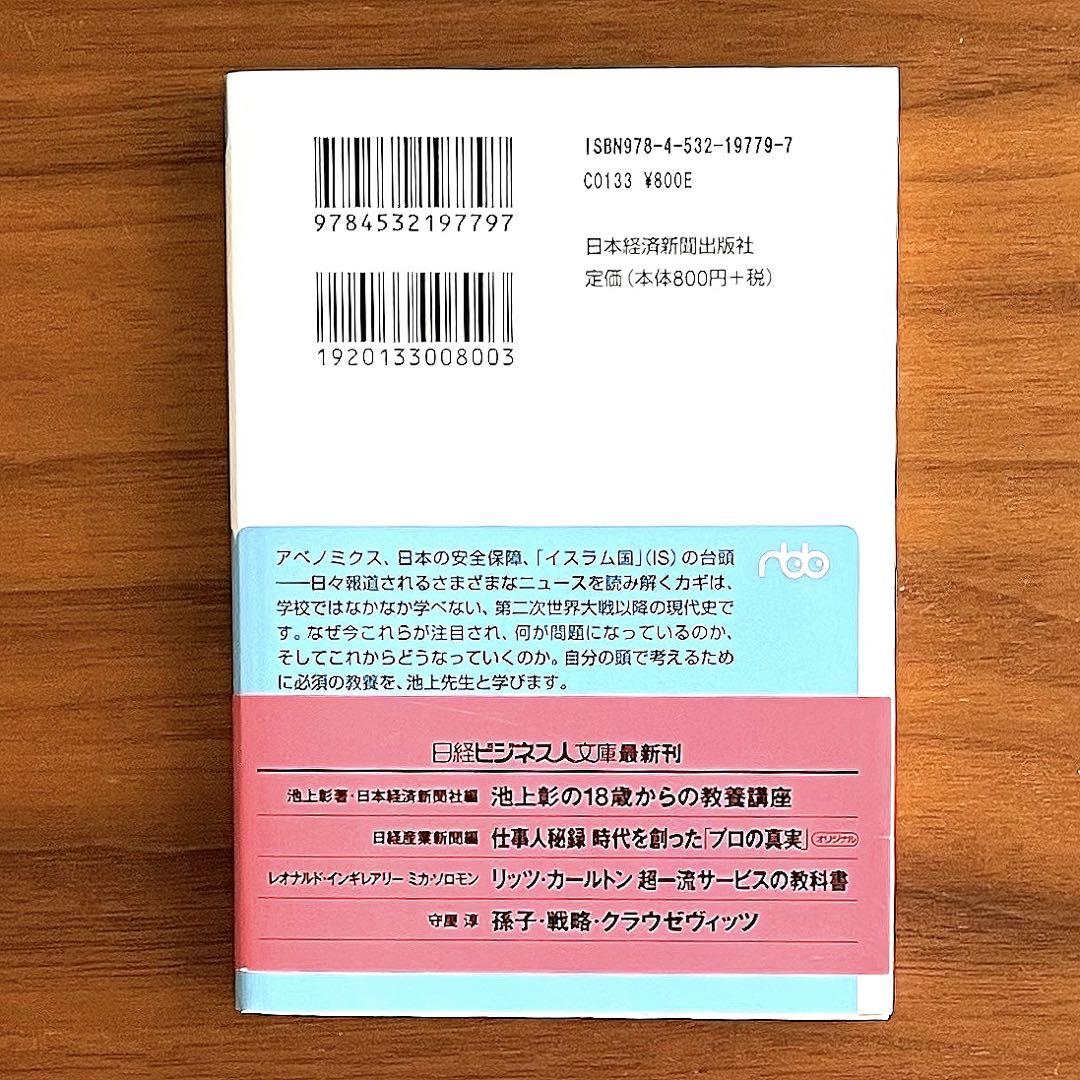 9784532197797
1920133008003
ISBN978-4-532-19779-7
C0133 ¥800E
日本経済新聞出版社
定価(本体800円+税)
nbb
アベノミクス、日本の安全保障、「イスラム国」(IS)の台頭
――日々報道されるさまざまなニュースを読み解くカギは、
学校ではなかなか学べない、第二次世界大戦以降の現代史で
す。なぜ今これらが注目され、何が問題になっているのか、
そしてこれからどうなっていくのか。自分の頭で考えるため
に必須の教養を、池上先生と学びます。
日経ビジネス人文庫最新刊
池上彰著・日本経済新聞社編 池上彰の18歳からの教養講座
日経産業新聞編 仕事人秘録 時代を創った「プロの真実」 オリジナル
レオナルド・インギレアリー ミカ・ソロモン リッツ・カールトン 超一流サービスの教科書
守屋 淳 孫子・戦略・クラウゼヴィッツ